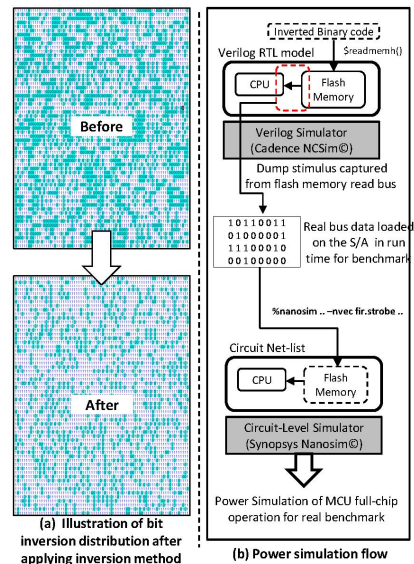 Before
After
(a) Illustration of bit
inversion distribution after
applying inversion method
Inverted Binary code
$readmemh()
Verilog RTL model
CPU
Flash
Memory
Verilog Simulator
(Cadence NCSim©)
Dump stimulus captured
from flash memory read bus
10110011
01000001
11100010
00100000
Real bus data loaded
on the S/A in run
time for benchmark
%nanosim .. –nvec fir.strobe ..
Circuit Net-list
CPU
Flash
Memory
Circuit-Level Simulator
(Synopsys Nanosim©)
Power Simulation of MCU full-chip
operation for real benchmark
(b) Power simulation flow